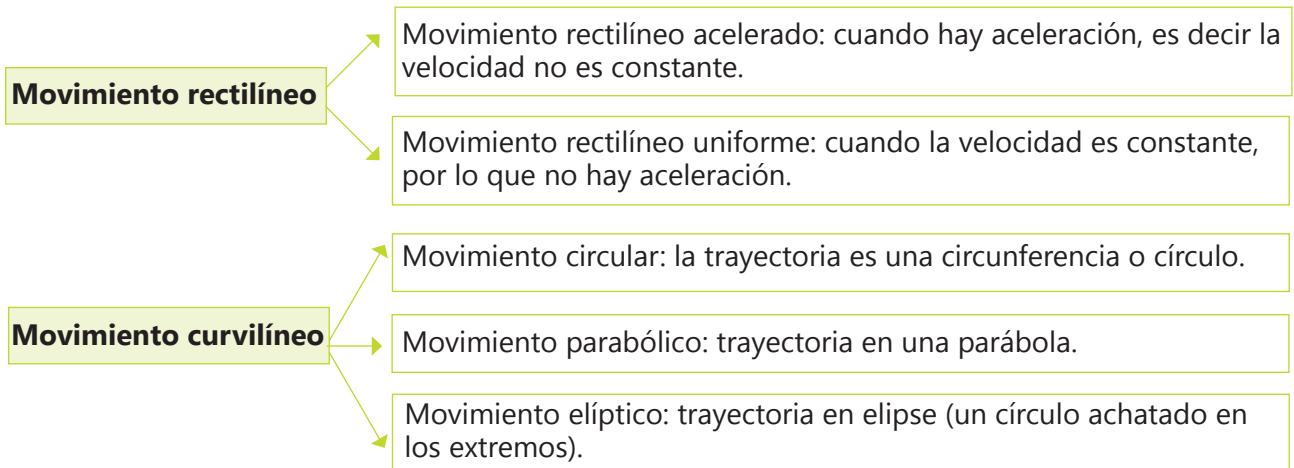 Movimiento rectilíneo
Movimiento rectilíneo acelerado: cuando hay aceleración, es decir la
velocidad no es constante.
Movimiento rectilíneo uniforme: cuando la velocidad es constante,
por lo que no hay aceleración.
Movimiento curvilíneo
Movimiento circular: la trayectoria es una circunferencia o círculo.
Movimiento parabólico: trayectoria en una parábola.
Movimiento elíptico: trayectoria en elipse (un círculo achatado en
los extremos).